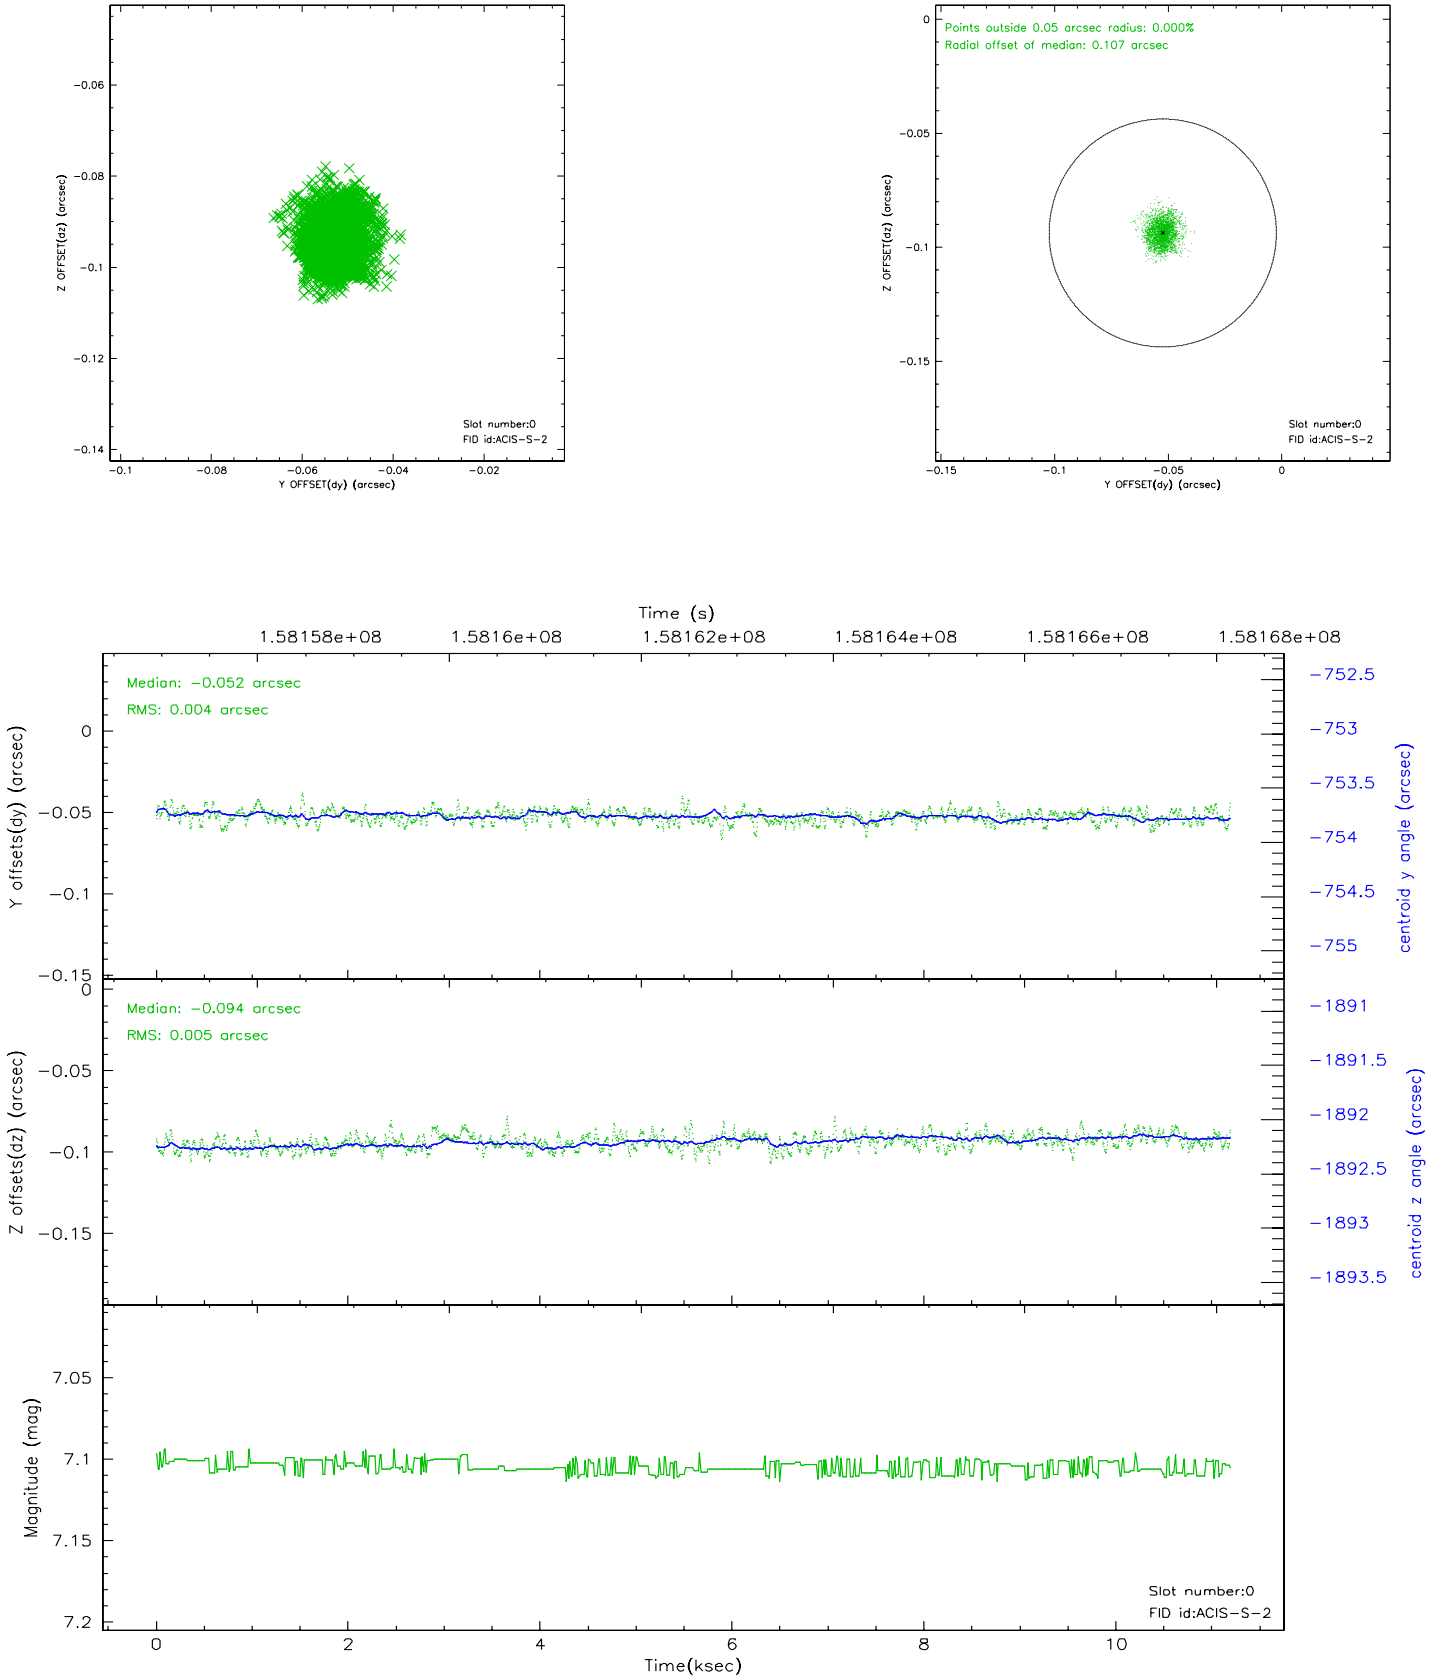 −0.06
−0.08
−0.1
−0.12
−0.14
Z OFFSET(dz) (arcsec)
Slot number:0
FID id:ACIS−S−2
−0.1 −0.08 −0.06 −0.04 −0.02
Y OFFSET(dy) (arcsec)
Points outside 0.05 arcsec radius: 0.000%
Radial offset of median: 0.107 arcsec
0
−0.05
−0.1
−0.15
Z OFFSET(dz) (arcsec)
Slot number:0
FID id:ACIS−S−2
−0.15 −0.1 −0.05 0
Y OFFSET(dy) (arcsec)
Time (s)
1.58158e+08 1.5816e+08 1.58162e+08 1.58164e+08 1.58166e+08 1.58168e+08
Median: −0.052 arcsec
RMS: 0.004 arcsec
0
−0.05
−0.1
−0.15
Y offsets(dy) (arcsec)
−752.5
−753
−753.5
−754
−754.5
−755
centroid y angle (arcsec)
Median: −0.094 arcsec
RMS: 0.005 arcsec
0
−0.05
−0.1
−0.15
Z offsets(dz) (arcsec)
−1891
−1891.5
−1892
−1892.5
−1893
−1893.5
centroid z angle (arcsec)
7.05
7.1
7.15
7.2
Magnitude (mag)
Slot number:0
FID id:ACIS−S−2
0 2 4 6 8 10
Time(ksec)